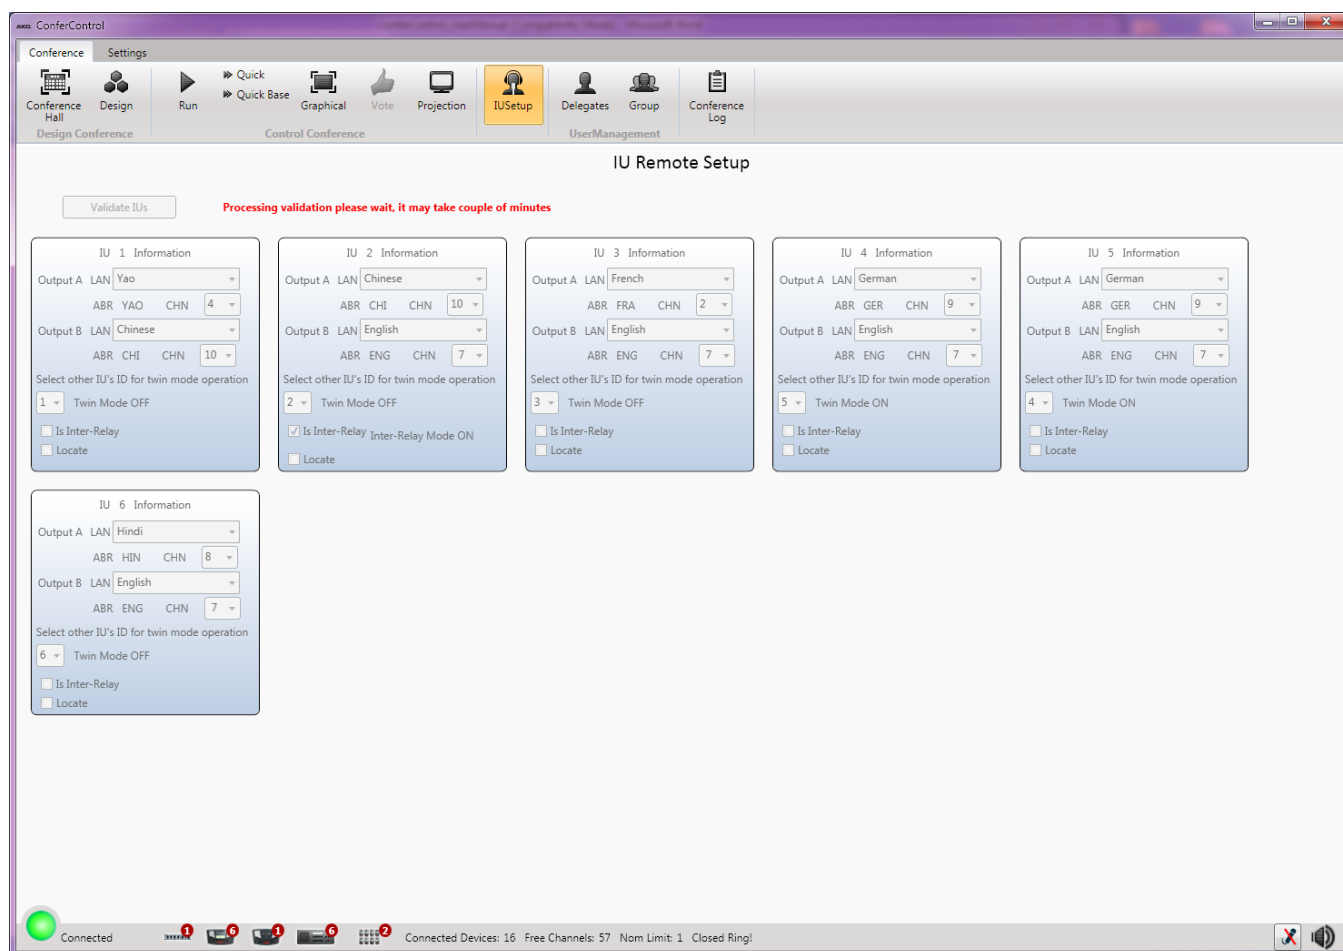 AKG ConferControl
Conference Settings
Conference Hall
Design
Run
Quick
Quick Base
Graphical
Vote
Projection
IUSetup
Delegates
Group
Conference Log
Design Conference
Control Conference
UserManagement
IU Remote Setup
Validate IUs
Processing validation please wait, it may take couple of minutes
IU 1 Information
Output A LAN Yao
ABR YAO CHN 4
Output B LAN Chinese
ABR CHI CHN 10
Select other IU's ID for twin mode operation
1 Twin Mode OFF
Is Inter-Relay
Locate
IU 2 Information
Output A LAN Chinese
ABR CHI CHN 10
Output B LAN English
ABR ENG CHN 7
Select other IU's ID for twin mode operation
2 Twin Mode OFF
Is Inter-Relay Inter-Relay Mode ON
Locate
IU 3 Information
Output A LAN French
ABR FRA CHN 2
Output B LAN English
ABR ENG CHN 7
Select other IU's ID for twin mode operation
3 Twin Mode OFF
Is Inter-Relay
Locate
IU 4 Information
Output A LAN German
ABR GER CHN 9
Output B LAN English
ABR ENG CHN 7
Select other IU's ID for twin mode operation
5 Twin Mode ON
Is Inter-Relay
Locate
IU 5 Information
Output A LAN German
ABR GER CHN 9
Output B LAN English
ABR ENG CHN 7
Select other IU's ID for twin mode operation
4 Twin Mode ON
Is Inter-Relay
Locate
IU 6 Information
Output A LAN Hindi
ABR HIN CHN 8
Output B LAN English
ABR ENG CHN 7
Select other IU's ID for twin mode operation
6 Twin Mode OFF
Is Inter-Relay
Locate
Connected 1 6 1 6 2 Connected Devices: 16 Free Channels: 57 Nom Limit: 1 Closed Ring!